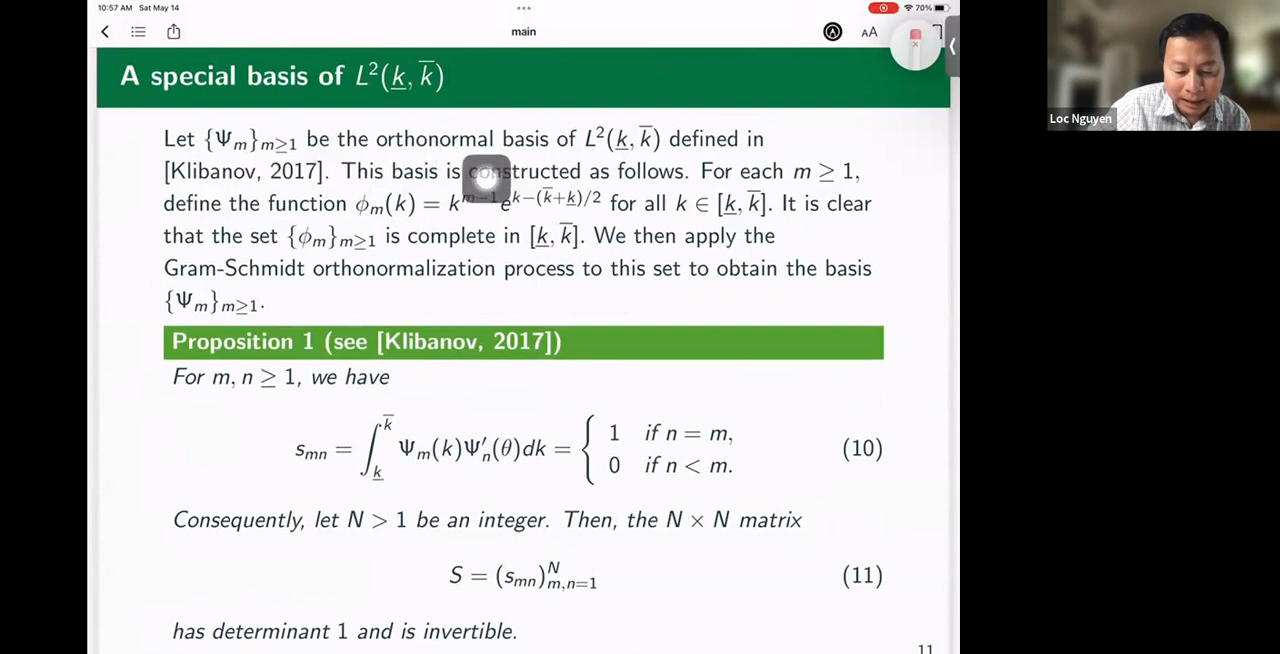 10:57 AM Sat May 14
70%
main
AA
A special basis of L²(k̲, k̅)
Let {Ψₘ}ₘ≥₁ be the orthonormal basis of L²(k̲, k̅) defined in
[Klibanov, 2017]. This basis is constructed as follows. For each m ≥ 1,
define the function ϕₘ(k) = kᵐ⁻¹e^{k−(k̅+k̲)/2} for all k ∈ [k̲, k̅]. It is clear
that the set {ϕₘ}ₘ≥₁ is complete in [k̲, k̅]. We then apply the
Gram-Schmidt orthonormalization process to this set to obtain the basis
{Ψₘ}ₘ≥₁.
Proposition 1 (see [Klibanov, 2017])
For m, n ≥ 1, we have
sₘₙ = ∫_{k̲}^{k̅} Ψₘ(k)Ψ′ₙ(θ)dk = { 1 if n = m, 0 if n < m. (10)
Consequently, let N > 1 be an integer. Then, the N × N matrix
S = (sₘₙ)_{m,n=1}^{N} (11)
has determinant 1 and is invertible.
11
Loc Nguyen